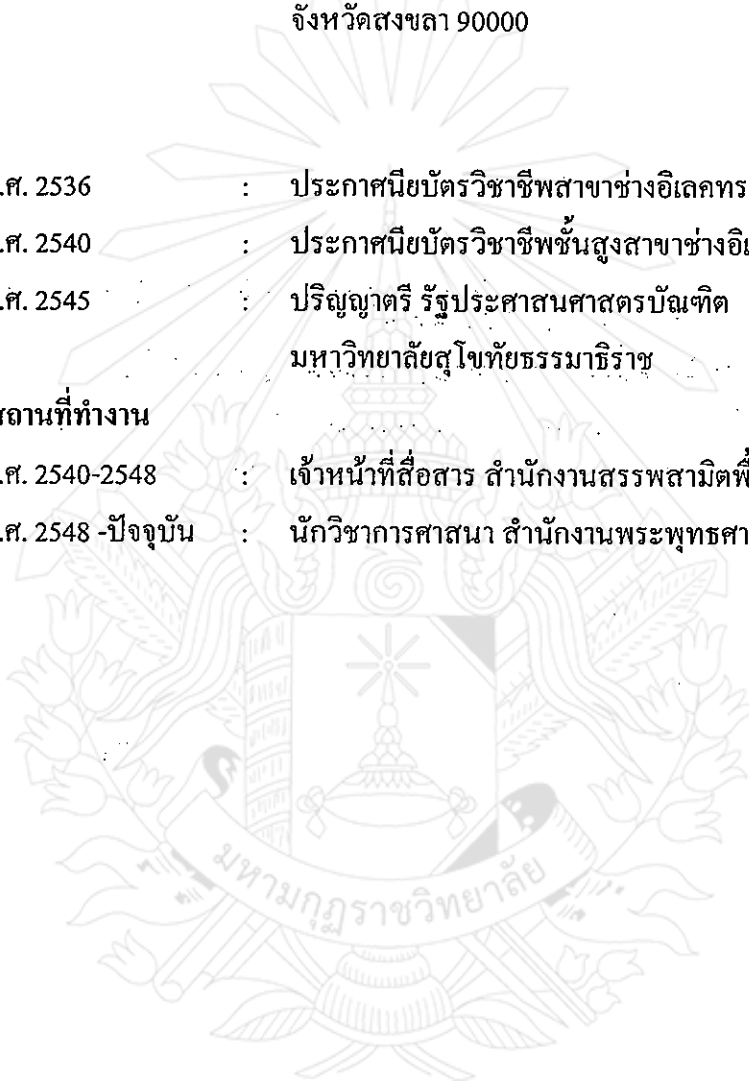 จังหวัดสงขลา 90000
.ศ. 2536 : ประกาศนียบัตรวิชาชีพสาขาช่างอิเลคทร
.ศ. 2540 : ประกาศนียบัตรวิชาชีพชั้นสูงสาขาช่างอิเ
.ศ. 2545 : ปริญญาตรี รัฐประศาสนศาสตรบัณฑิต
มหาวิทยาลัยสุโขทัยธรรมาธิราช
สถานที่ทำงาน
.ศ. 2540-2548 : เจ้าหน้าที่สื่อสาร สำนักงานสรรพสามิตพื้
.ศ. 2548 -ปัจจุบัน : นักวิชาการศาสนา สำนักงานพระพุทธศา
มหามกุฏราชวิทยาลัย